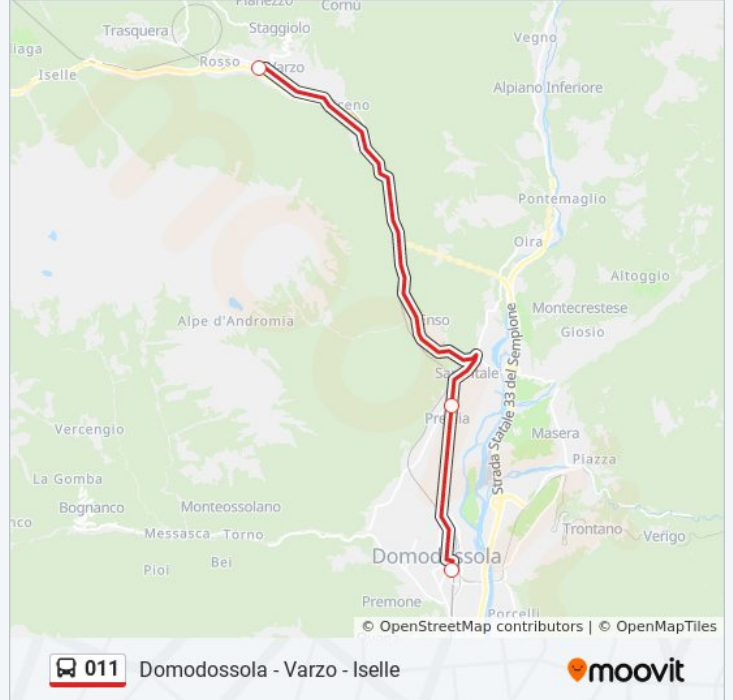 Pianezzo
Cornù
Trasquera
Staggiolo
Vegno
Rosso
Varzo
Iselle
Alpiano Inferiore
Pontemaglio
Oira
Altoggio
Montecrestese
Alpe d'Andromia
Enso
Giosio
Strada Statale 33 del Sempione
Preglia
Vercengio
Masera
Piazza
La Gomba
Bognanco
Monteossolano
Messasca
Torno
Trontano
Verigo
Domodossola
Piol
Bei
Premone
Porcelli
© OpenStreetMap contributors | © OpenMapTiles
011 Domodossola - Varzo - Iselle
moovit